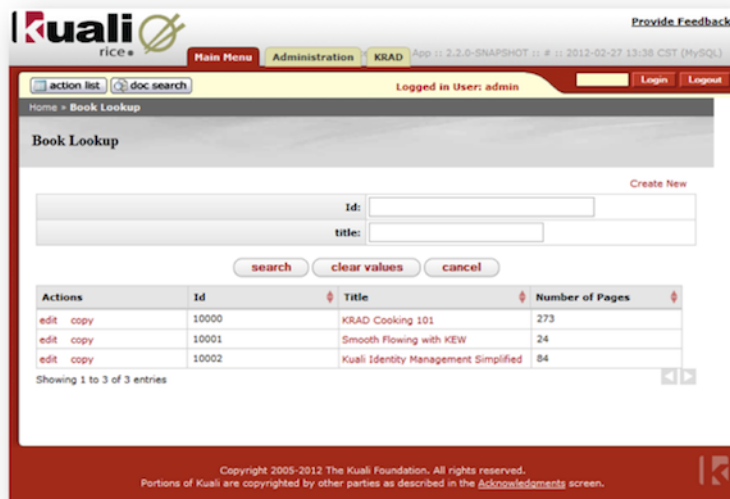 Kuali
rice
Provide Feedback
Main Menu Administration KRAD
App :: 2.2.0-SNAPSHOT :: # :: 2012-02-27 13:38 CST (MySQL)
action list doc search Logged in User: admin Login Logout
Home » Book Lookup
Book Lookup
Create New
Id:
title:
search clear values cancel
Actions Id Title Number of Pages
edit copy 10000 KRAD Cooking 101 273
edit copy 10001 Smooth Flowing with KEW 24
edit copy 10002 Kuali Identity Management Simplified 84
Showing 1 to 3 of 3 entries
Copyright 2005-2012 The Kuali Foundation. All rights reserved.
Portions of Kuali are copyrighted by other parties as described in the Acknowledgments screen.